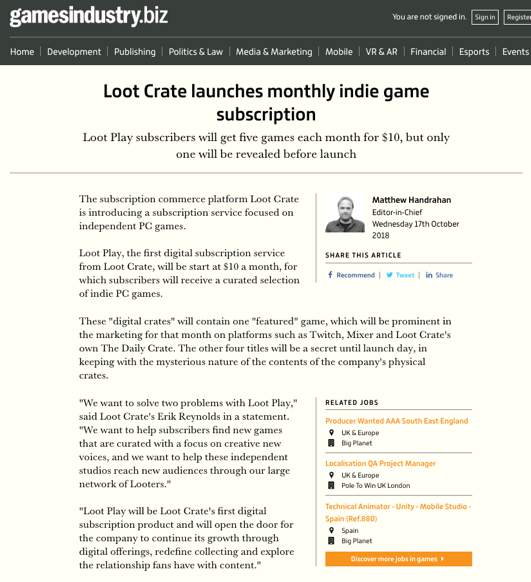 gamesindustry.biz
You are not signed in. Sign in Register
Home Development Publishing Politics & Law Media & Marketing Mobile VR & AR Financial Esports Events
Loot Crate launches monthly indie game
subscription
Loot Play subscribers will get five games each month for $10, but only
one will be revealed before launch
The subscription commerce platform Loot Crate
is introducing a subscription service focused on
independent PC games.
Loot Play, the first digital subscription service
from Loot Crate, will be start at $10 a month, for
which subscribers will receive a curated selection
of indie PC games.
Matthew Handrahan
Editor-in-Chief
Wednesday 17th October
2018
SHARE THIS ARTICLE
Recommend Tweet Share
These "digital crates" will contain one "featured" game, which will be prominent in
the marketing for that month on platforms such as Twitch, Mixer and Loot Crate's
own The Daily Crate. The other four titles will be a secret until launch day, in
keeping with the mysterious nature of the contents of the company's physical
crates.
"We want to solve two problems with Loot Play,"
said Loot Crate's Erik Reynolds in a statement.
"We want to help subscribers find new games
that are curated with a focus on creative new
voices, and we want to help these independent
studios reach new audiences through our large
network of Looters."
"Loot Play will be Loot Crate's first digital
subscription product and will open the door for
the company to continue its growth through
digital offerings, redefine collecting and explore
the relationship fans have with content."
RELATED JOBS
Producer Wanted AAA South East England
UK & Europe
Big Planet
Localisation QA Project Manager
UK & Europe
Pole To Win UK London
Technical Animator - Unity - Mobile Studio -
Spain (Ref.880)
Spain
Big Planet
Discover more jobs in games